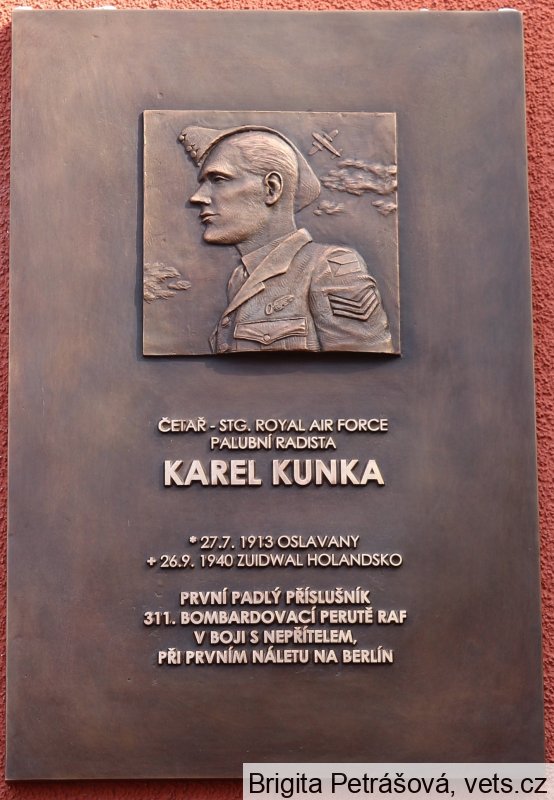 ČETAŘ - STG. ROYAL AIR FORCE
PALUBNÍ RADISTA
KAREL KUNKA
* 27.7. 1913 OSLAVANY
+ 26.9. 1940 ZUIDWAL HOLANDSKO
PRVNÍ PADLÝ PŘÍSLUŠNÍK
311. BOMBARDOVACÍ PERUTĚ RAF
V BOJI S NEPŘÍTELEM,
PŘI PRVNÍM NÁLETU NA BERLÍN
Brigita Petrášová, vets.cz